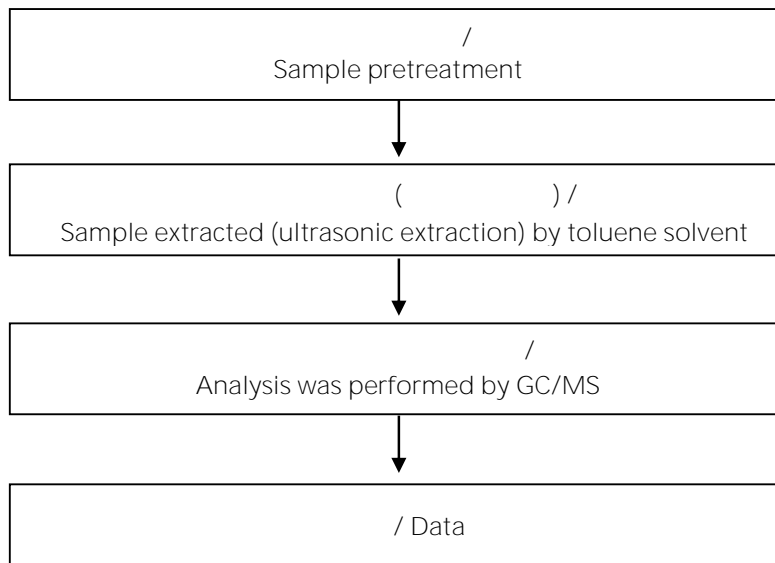 /
Sample pretreatment
( ) /
Sample extracted (ultrasonic extraction) by toluene solvent
/
Analysis was performed by GC/MS
/ Data